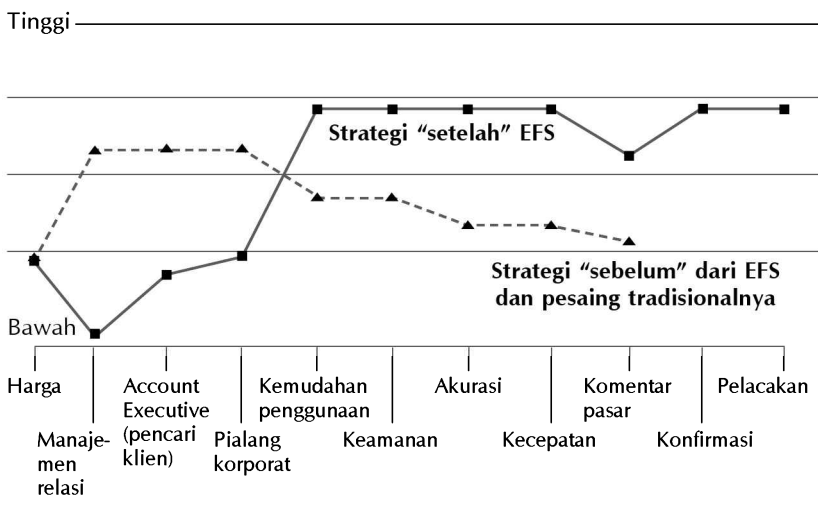 Tinggi
Strategi “setelah” EFS
Strategi “sebelum” dari EFS
dan pesaing tradisionalnya
Bawah
Harga
Manaje-
men
relasi
Account
Executive
(pencari
klien)
Pialang
korporat
Kemudahan
penggunaan
Keamanan
Akurasi
Kecepatan
Komentar
pasar
Konfirmasi
Pelacakan